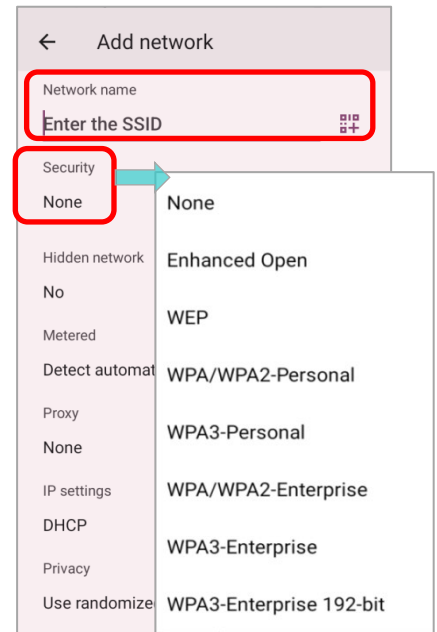 Add network
Network name
Enter the SSID
Security
None
Hidden network
No
Metered
Detect automat
Proxy
None
IP settings
DHCP
Privacy
Use randomize
None
Enhanced Open
WEP
WPA/WPA2-Personal
WPA3-Personal
WPA/WPA2-Enterprise
WPA3-Enterprise
WPA3-Enterprise 192-bit